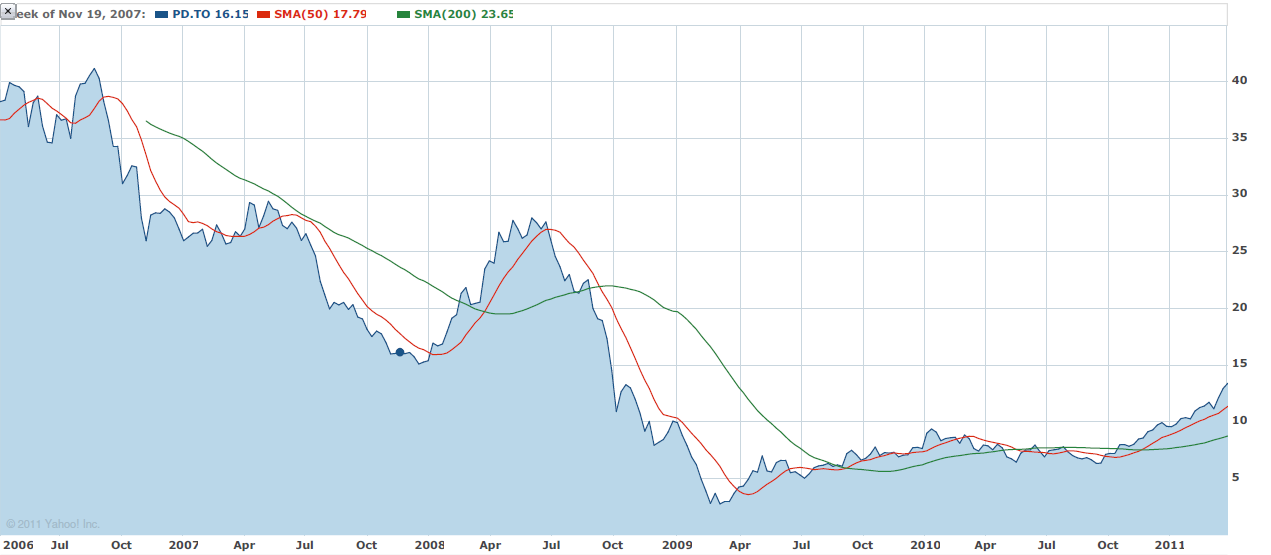 eek of Nov 19, 2007: PD.TO 16.15 SMA(50) 17.79 SMA(200) 23.65
40
35
30
25
20
15
10
5
© 2011 Yahoo! Inc.
2006 Jul Oct 2007 Apr Jul Oct 2008 Apr Jul Oct 2009 Apr Jul Oct 2010 Apr Jul Oct 2011